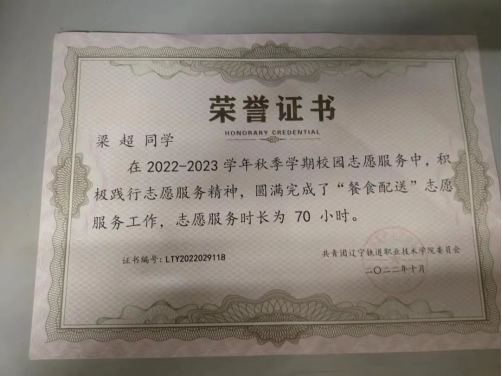 荣誉证书
HONORARY CREDENTIAL
梁 超 同学
在 2022-2023 学年秋季学期校园志愿服务中，积
极践行志愿服务精神，圆满完成了“餐食配送”志愿
服务工作，志愿服务时长为 70 小时。
证书编号：LTY2022029118
共青团辽宁铁道职业技术学院委员会
二〇二二年十月